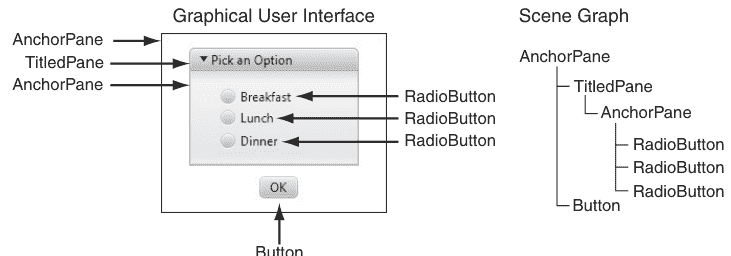 Graphical User Interface
AnchorPane
TitledPane
AnchorPane
Pick an Option
Breakfast
Lunch
Dinner
RadioButton
RadioButton
RadioButton
OK
Button
Scene Graph
AnchorPane
TitledPane
AnchorPane
RadioButton
RadioButton
RadioButton
Button